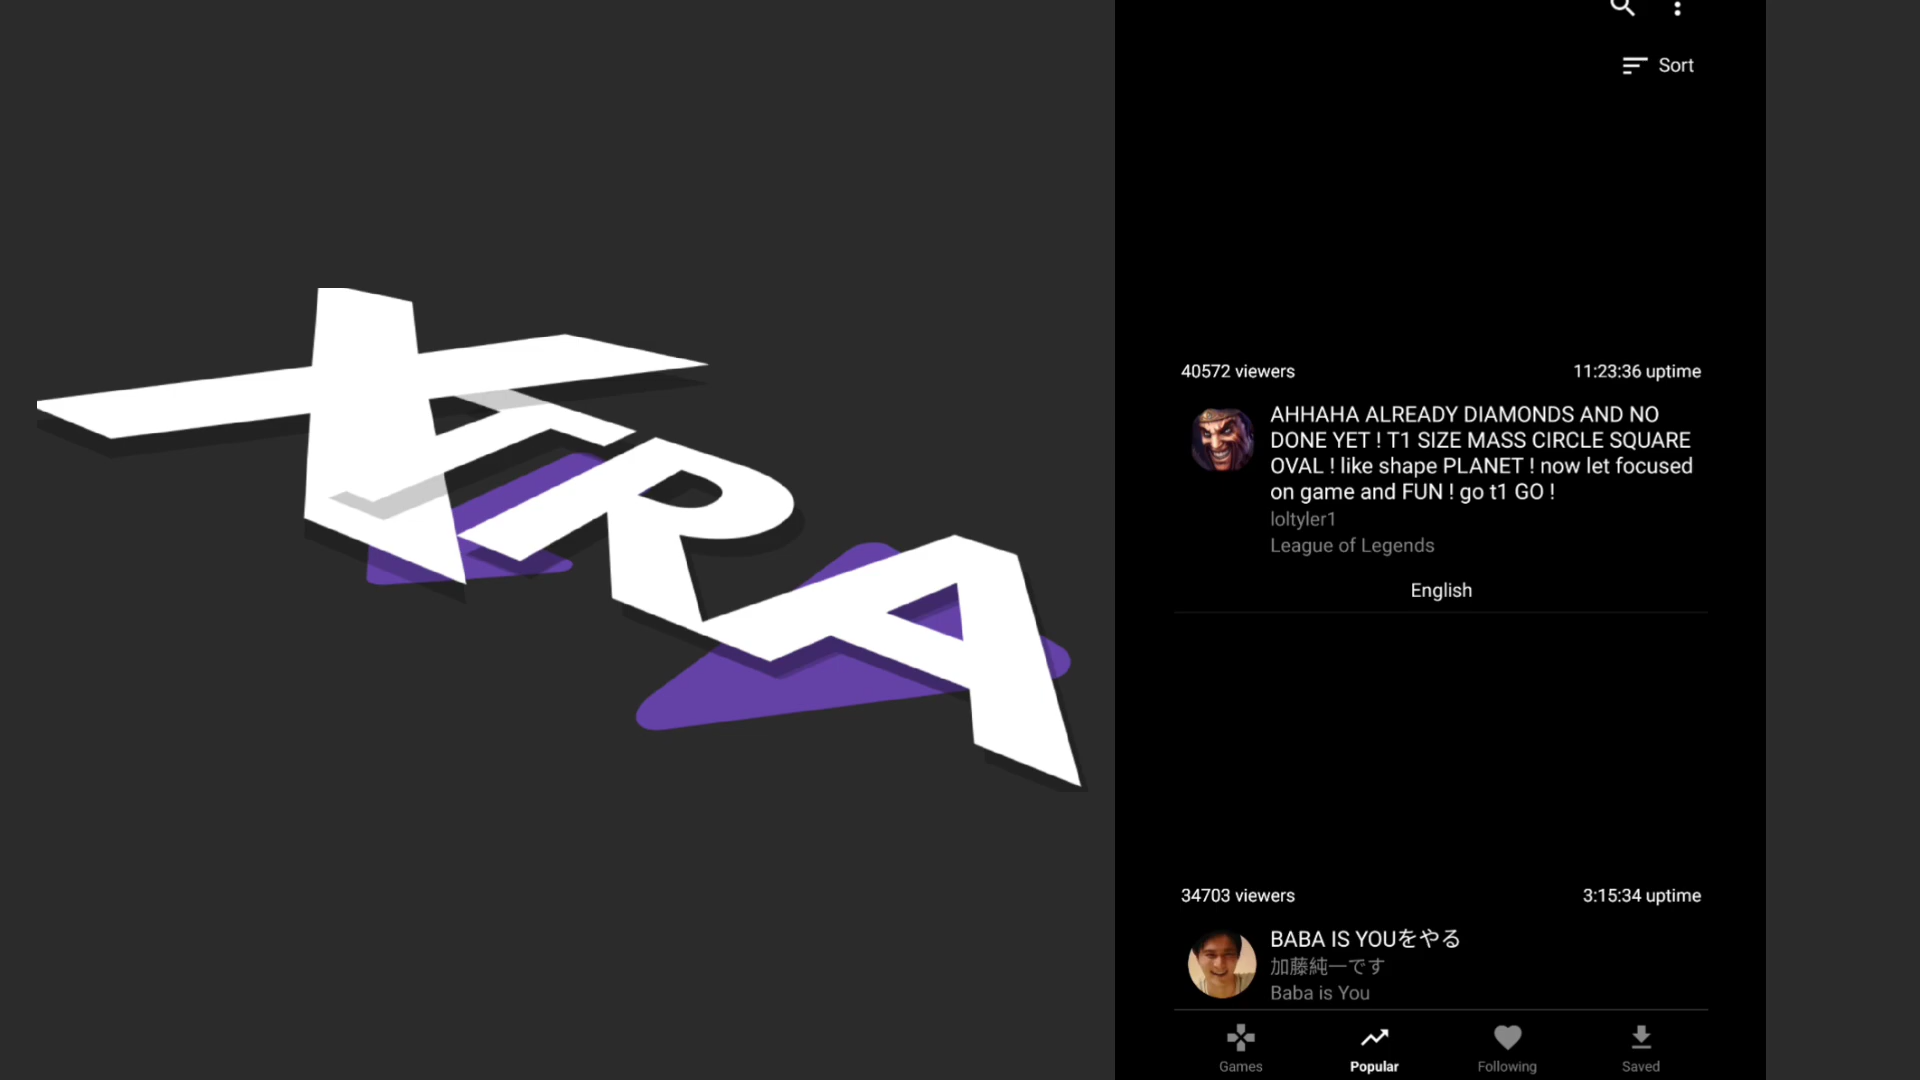 XTRA
Sort
40572 viewers
11:23:36 uptime
AHHAHA ALREADY DIAMONDS AND NO
DONE YET ! T1 SIZE MASS CIRCLE SQUARE
OVAL ! like shape PLANET ! now let focused
on game and FUN ! go t1 GO !
loltyler1
League of Legends
English
34703 viewers
3:15:34 uptime
BABA IS YOUをやる
加藤純一です
Baba is You
Games
Popular
Following
Saved